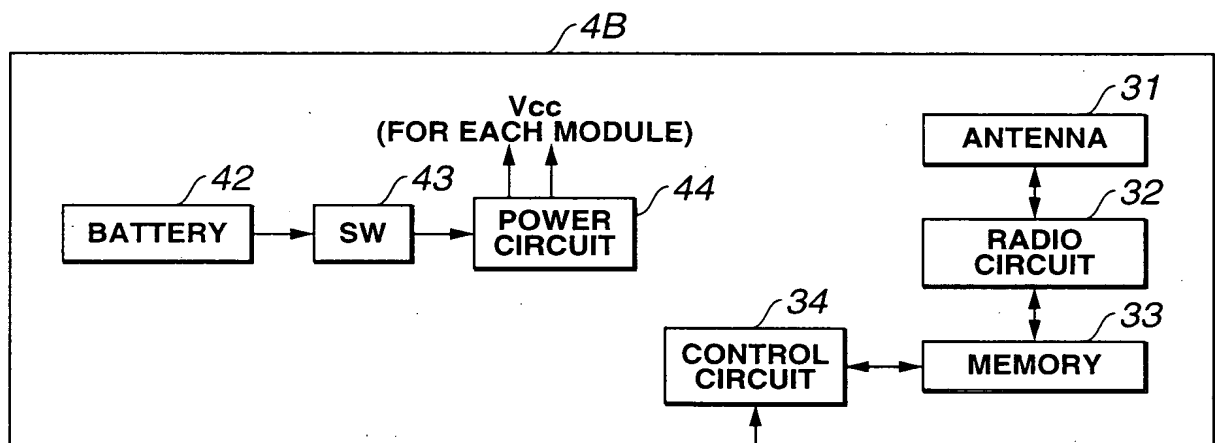 4B
Vcc
(FOR EACH MODULE)
31
ANTENNA
42
43
44
BATTERY
SW
POWER
CIRCUIT
32
RADIO
CIRCUIT
34
33
CONTROL
CIRCUIT
MEMORY